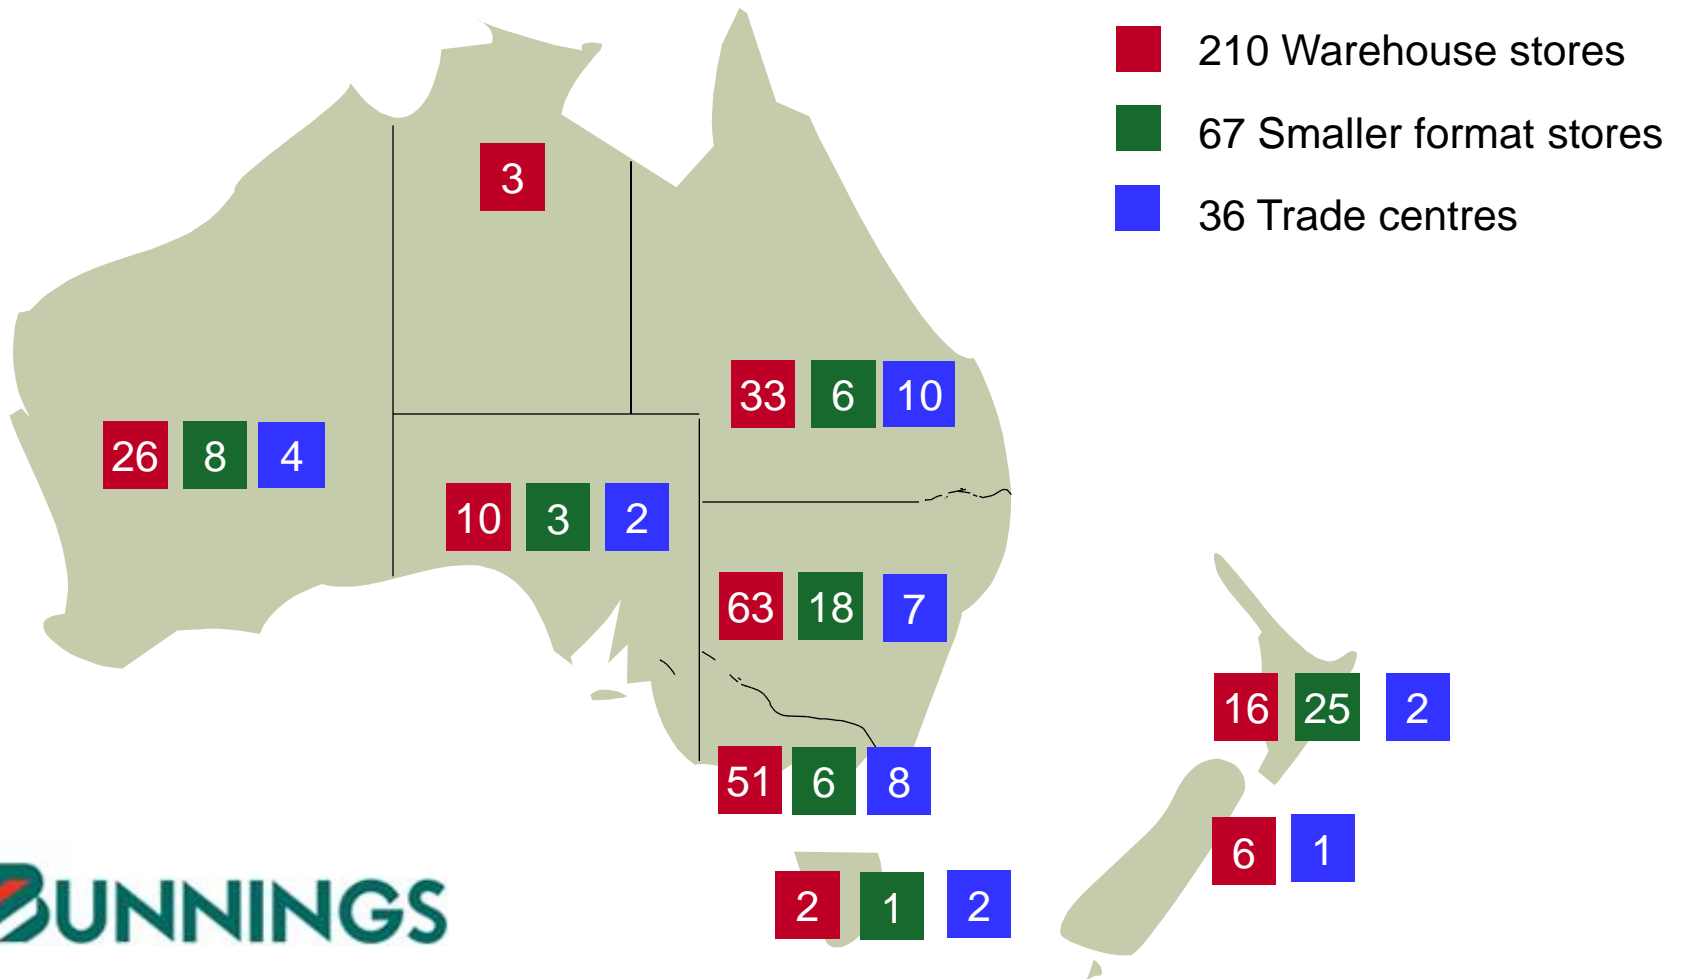 210 Warehouse stores
67 Smaller format stores
36 Trade centres
3
33 6 10
26 8 4
10 3 2
63 18 7
16 25 2
51 6 8
6 1
2 1 2
BUNNINGS